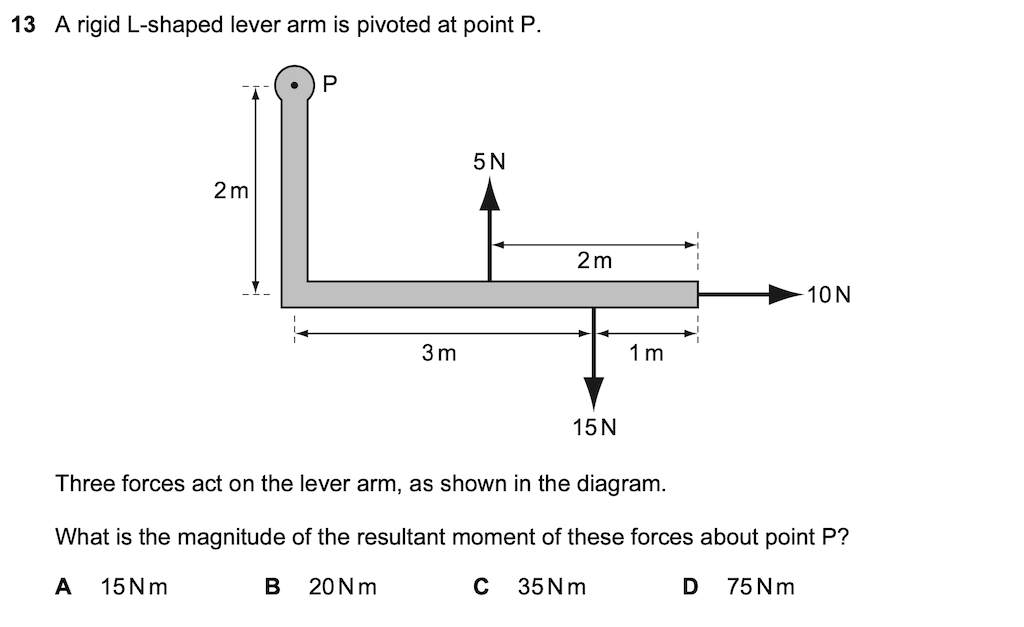 13 A rigid L-shaped lever arm is pivoted at point P.
P
5 N
2 m
2 m
10 N
3 m
1 m
15 N
Three forces act on the lever arm, as shown in the diagram.
What is the magnitude of the resultant moment of these forces about point P?
A 15 N m B 20 N m C 35 N m D 75 N m